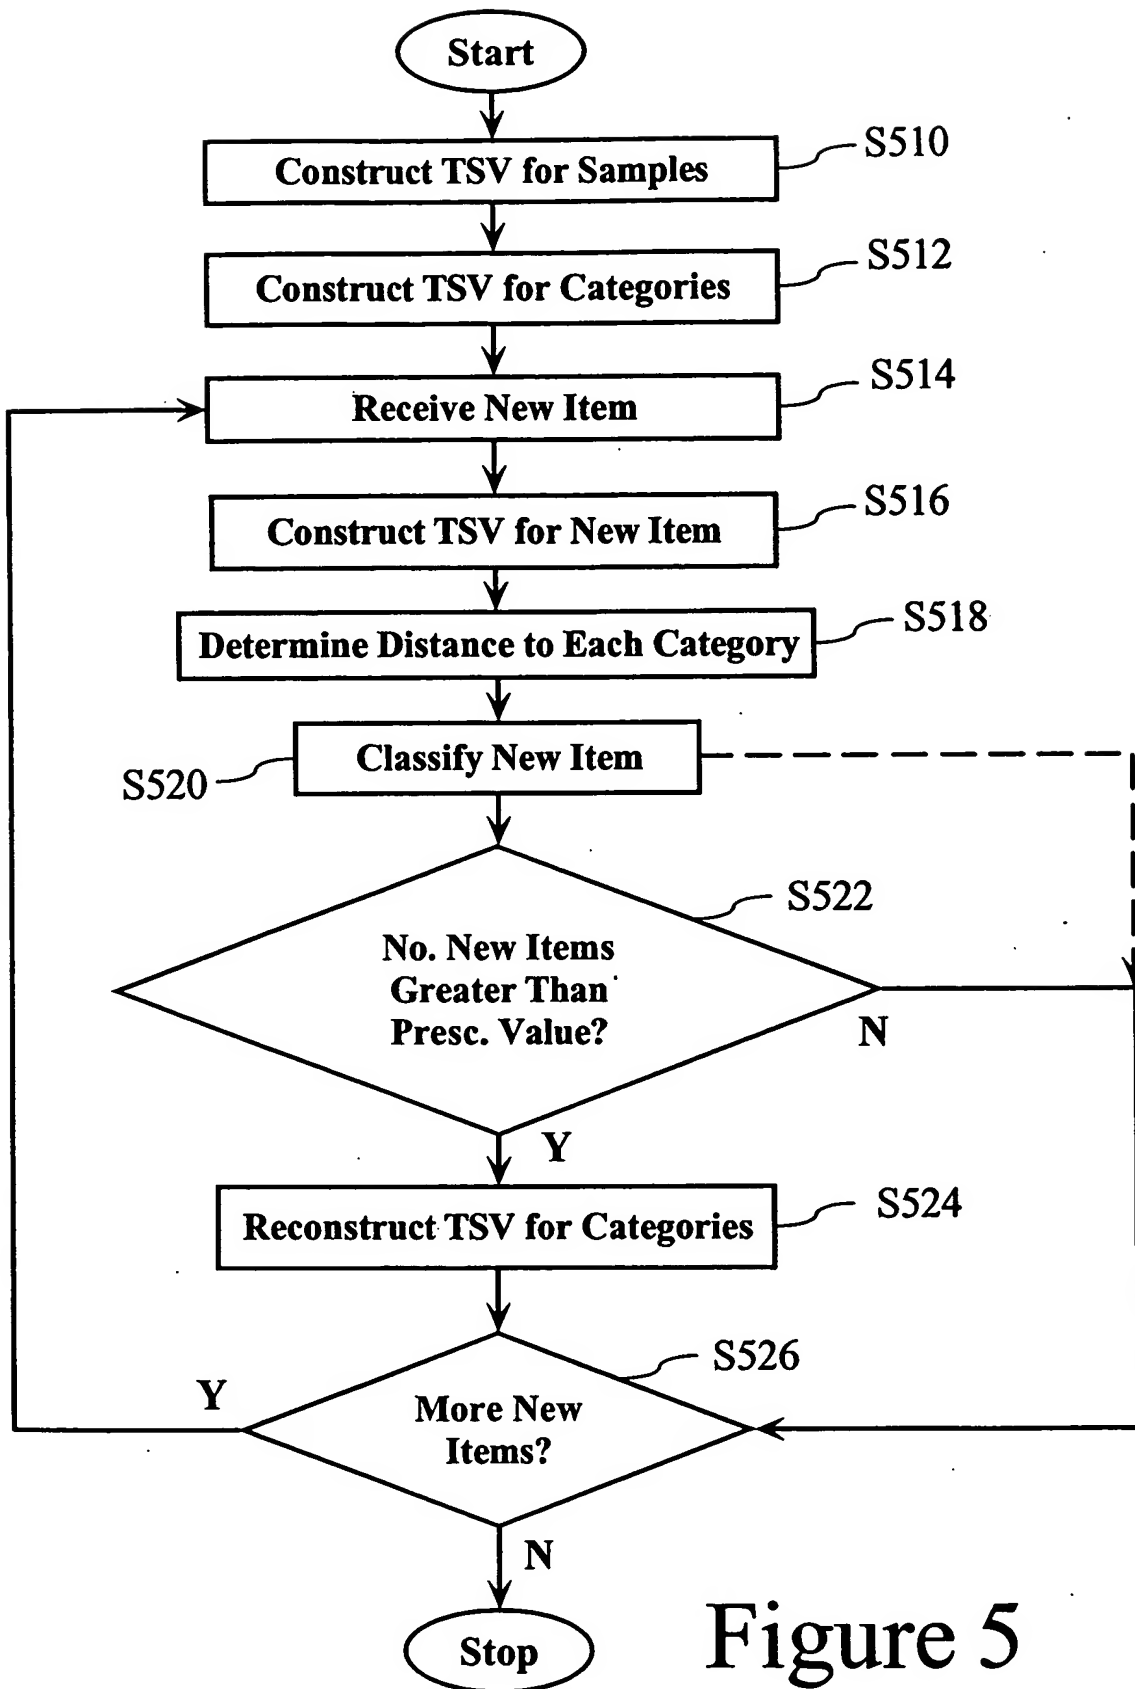 Start
Construct TSV for Samples
S510
Construct TSV for Categories
S512
Receive New Item
S514
Construct TSV for New Item
S516
Determine Distance to Each Category
S518
Classify New Item
S520
No. New Items
Greater Than
Presc. Value?
S522
N
Y
Reconstruct TSV for Categories
S524
More New
Items?
S526
Y
N
Stop
Figure 5